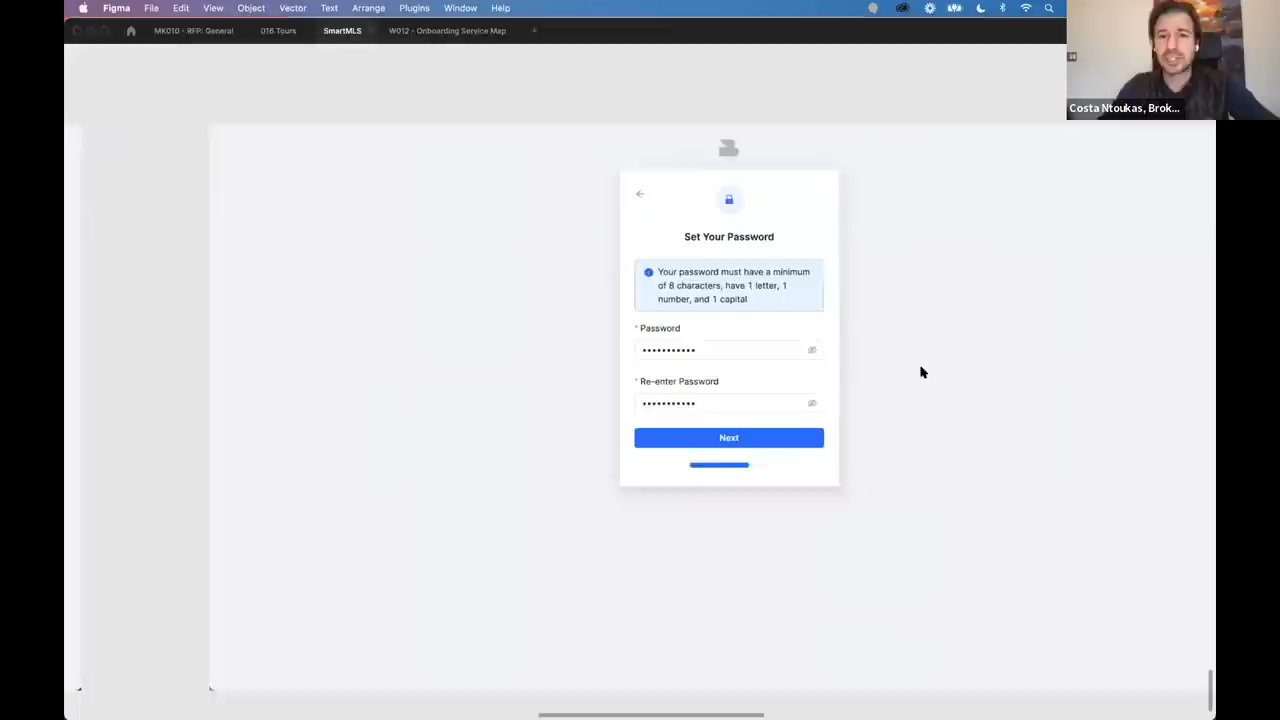 Figma File Edit View Object Vector Text Arrange Plugins Window Help
MK010 - RFP: General 016 Tours SmartMLS W012 - Onboarding Service Map +
Costa Ntoukas, Brok...
Set Your Password
Your password must have a minimum
of 8 characters, have 1 letter, 1
number, and 1 capital
* Password
•••••••••••
* Re-enter Password
•••••••••••
Next